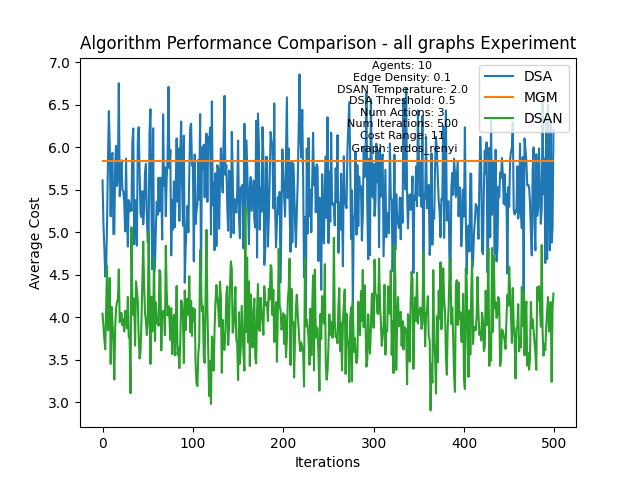 Algorithm Performance Comparison - all graphs Experiment
Agents: 10
Edge Density: 0.1
DSAN Temperature: 2.0
DSA Threshold: 0.5
Num Actions: 3
Num Iterations: 500
Cost Range: 11
Graph: erdos_renyi
DSA
MGM
DSAN
7.0
6.5
6.0
5.5
5.0
4.5
4.0
3.5
3.0
Average Cost
0
100
200
300
400
500
Iterations